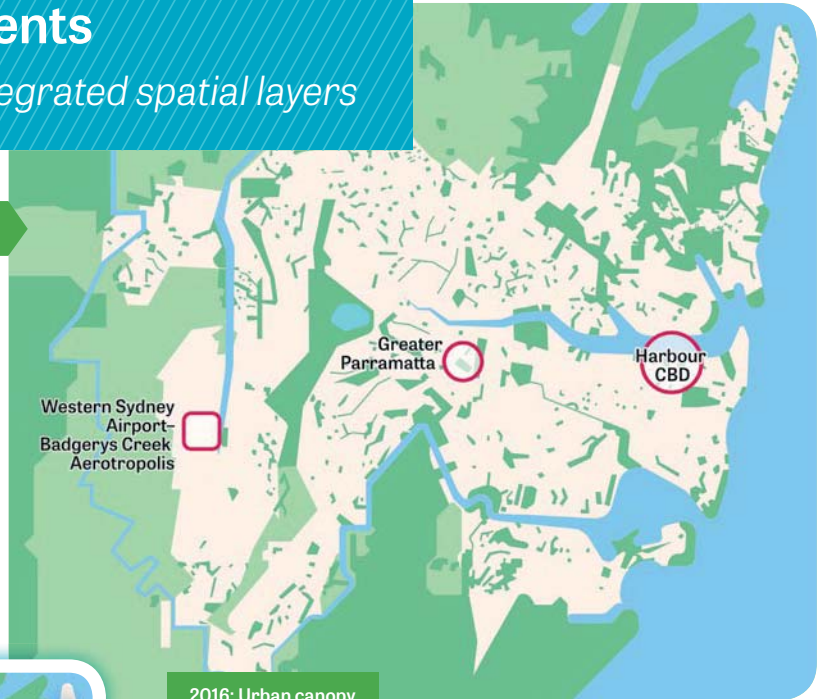 ents
egrated spatial layers
Greater
Parramatta
Harbour
CBD
Western Sydney
Airport–
Badgerys Creek
Aerotropolis
2016: Urban canopy